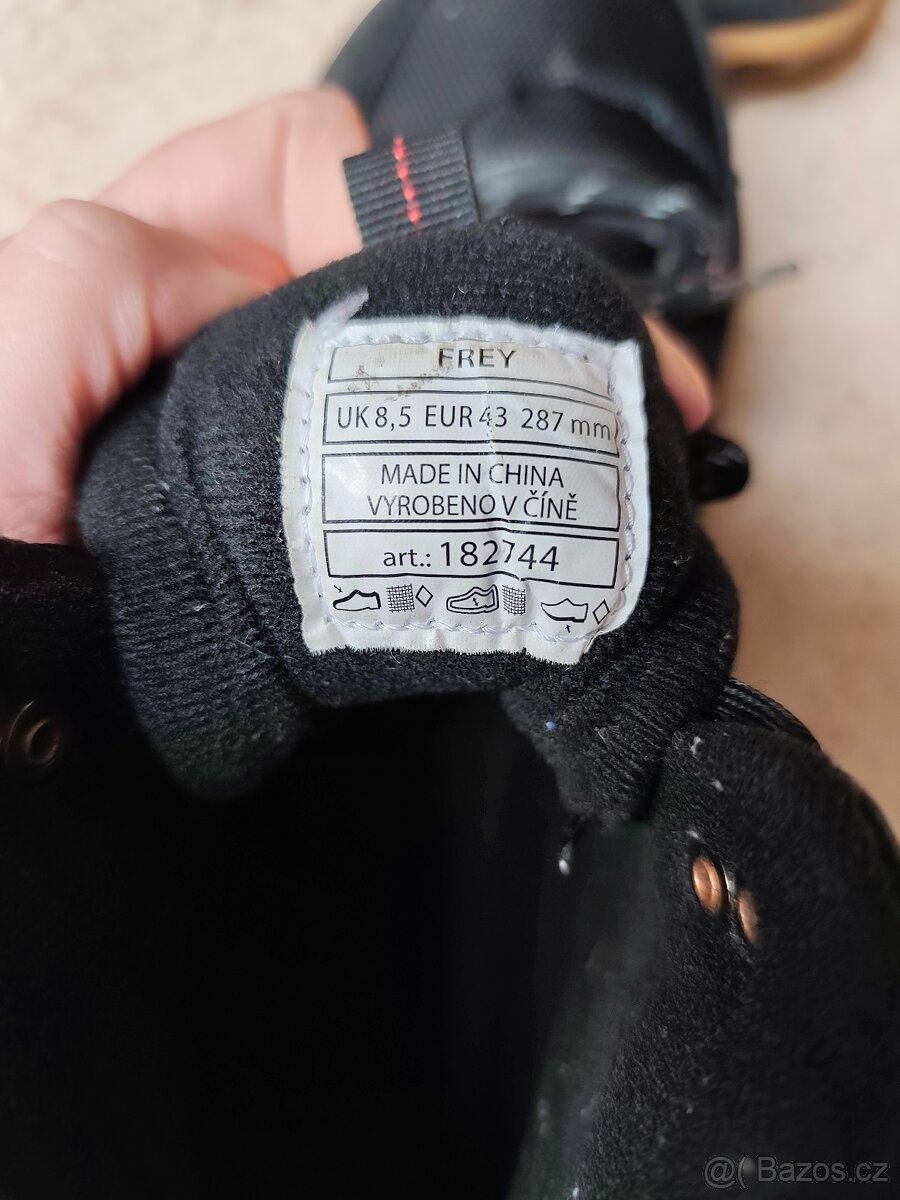 FREY
UK 8,5 EUR 43 287 mm
MADE IN CHINA
VYROBENO V ČÍNĚ
art.: 182744
@( Bazos.cz